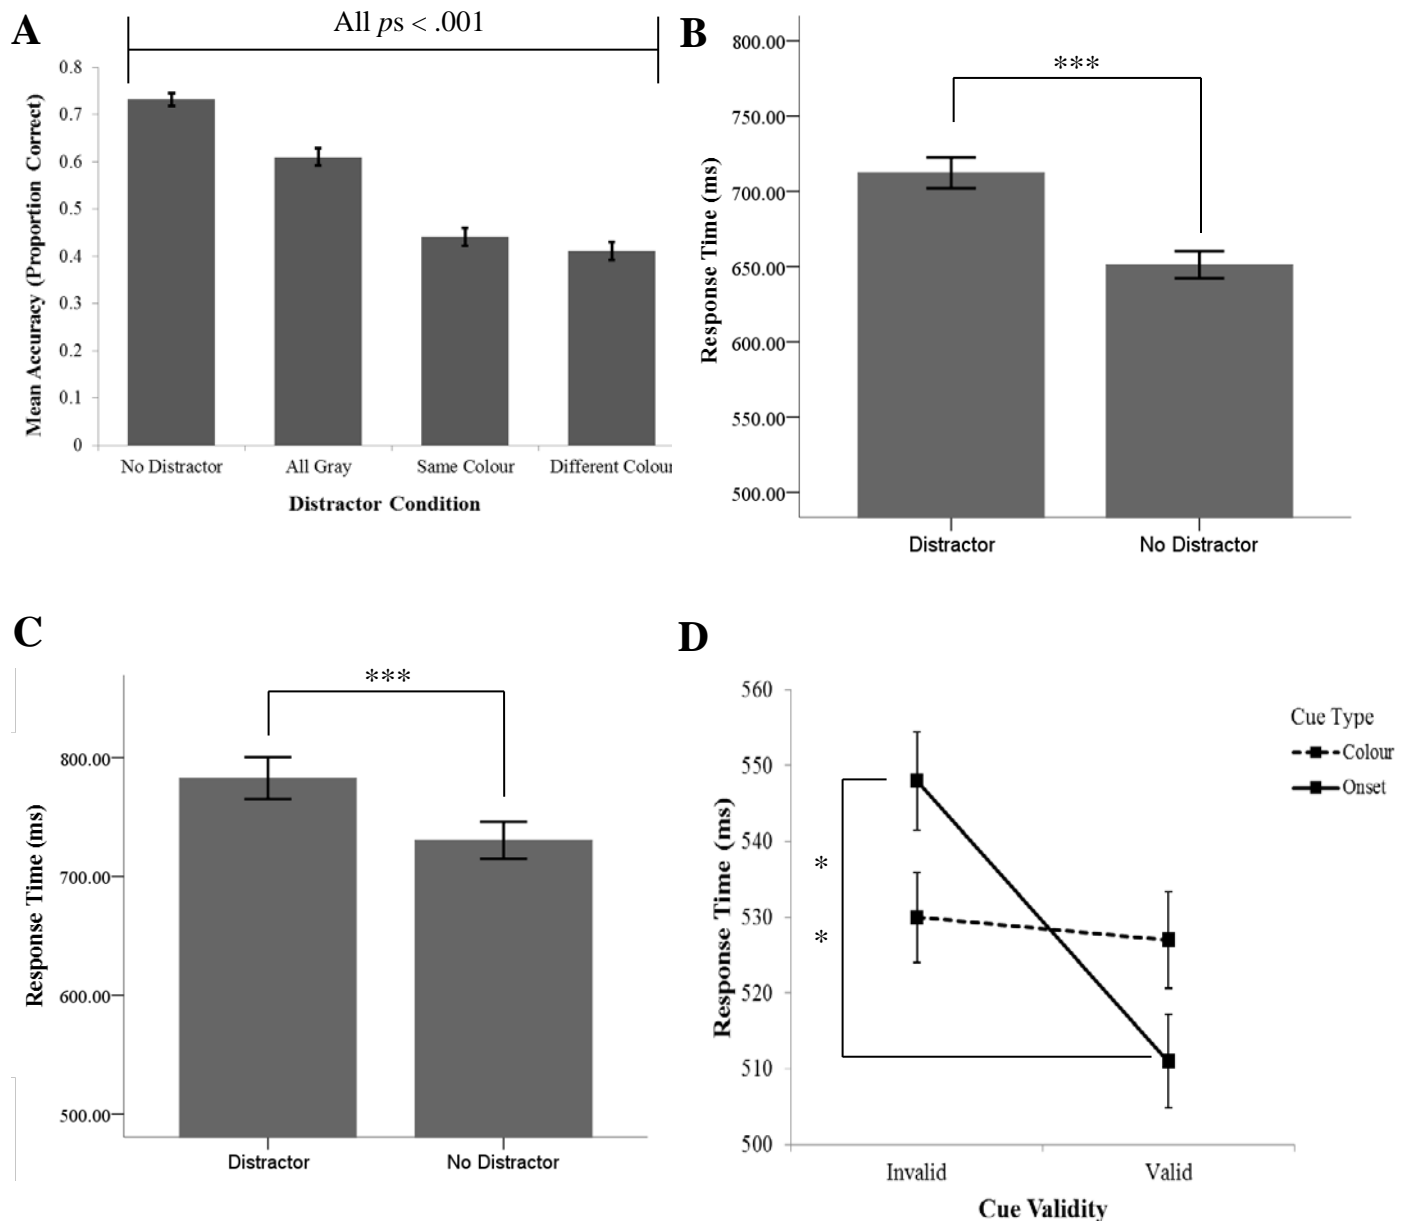 A
All ps < .001
Mean Accuracy (Proportion Correct)
0.8
0.7
0.6
0.5
0.4
0.3
0.2
0.1
0
No Distractor
All Gray
Same Colour
Different Colour
Distractor Condition
B
***
Response Time (ms)
800.00
750.00
700.00
650.00
600.00
550.00
500.00
Distractor
No Distractor
C
***
Response Time (ms)
800.00
700.00
600.00
500.00
Distractor
No Distractor
D
Response Time (ms)
560
550
540
530
520
510
500
*
*
Cue Type
Colour
Onset
Invalid
Valid
Cue Validity